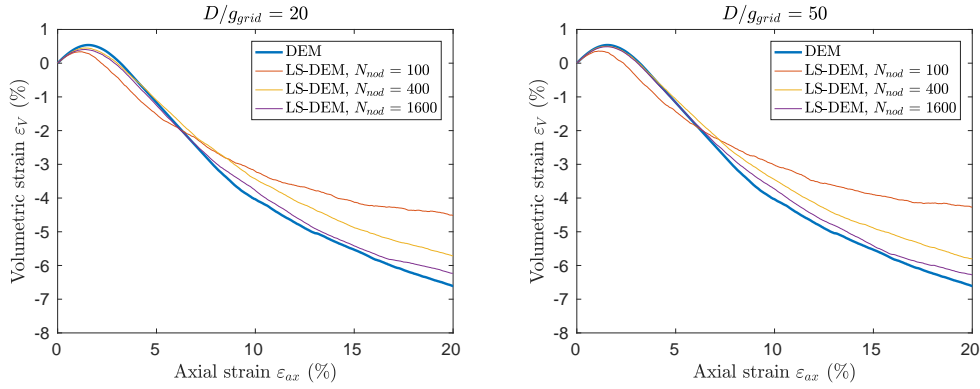 D/g_grid = 20
1
0
-1
-2
-3
-4
-5
-6
-7
-8
0
5
10
15
20
Volumetric strain ε_V (%)
Axial strain ε_ax (%)
DEM
LS-DEM, N_nod = 100
LS-DEM, N_nod = 400
LS-DEM, N_nod = 1600
D/g_grid = 50
1
0
-1
-2
-3
-4
-5
-6
-7
-8
0
5
10
15
20
Volumetric strain ε_V (%)
Axial strain ε_ax (%)
DEM
LS-DEM, N_nod = 100
LS-DEM, N_nod = 400
LS-DEM, N_nod = 1600